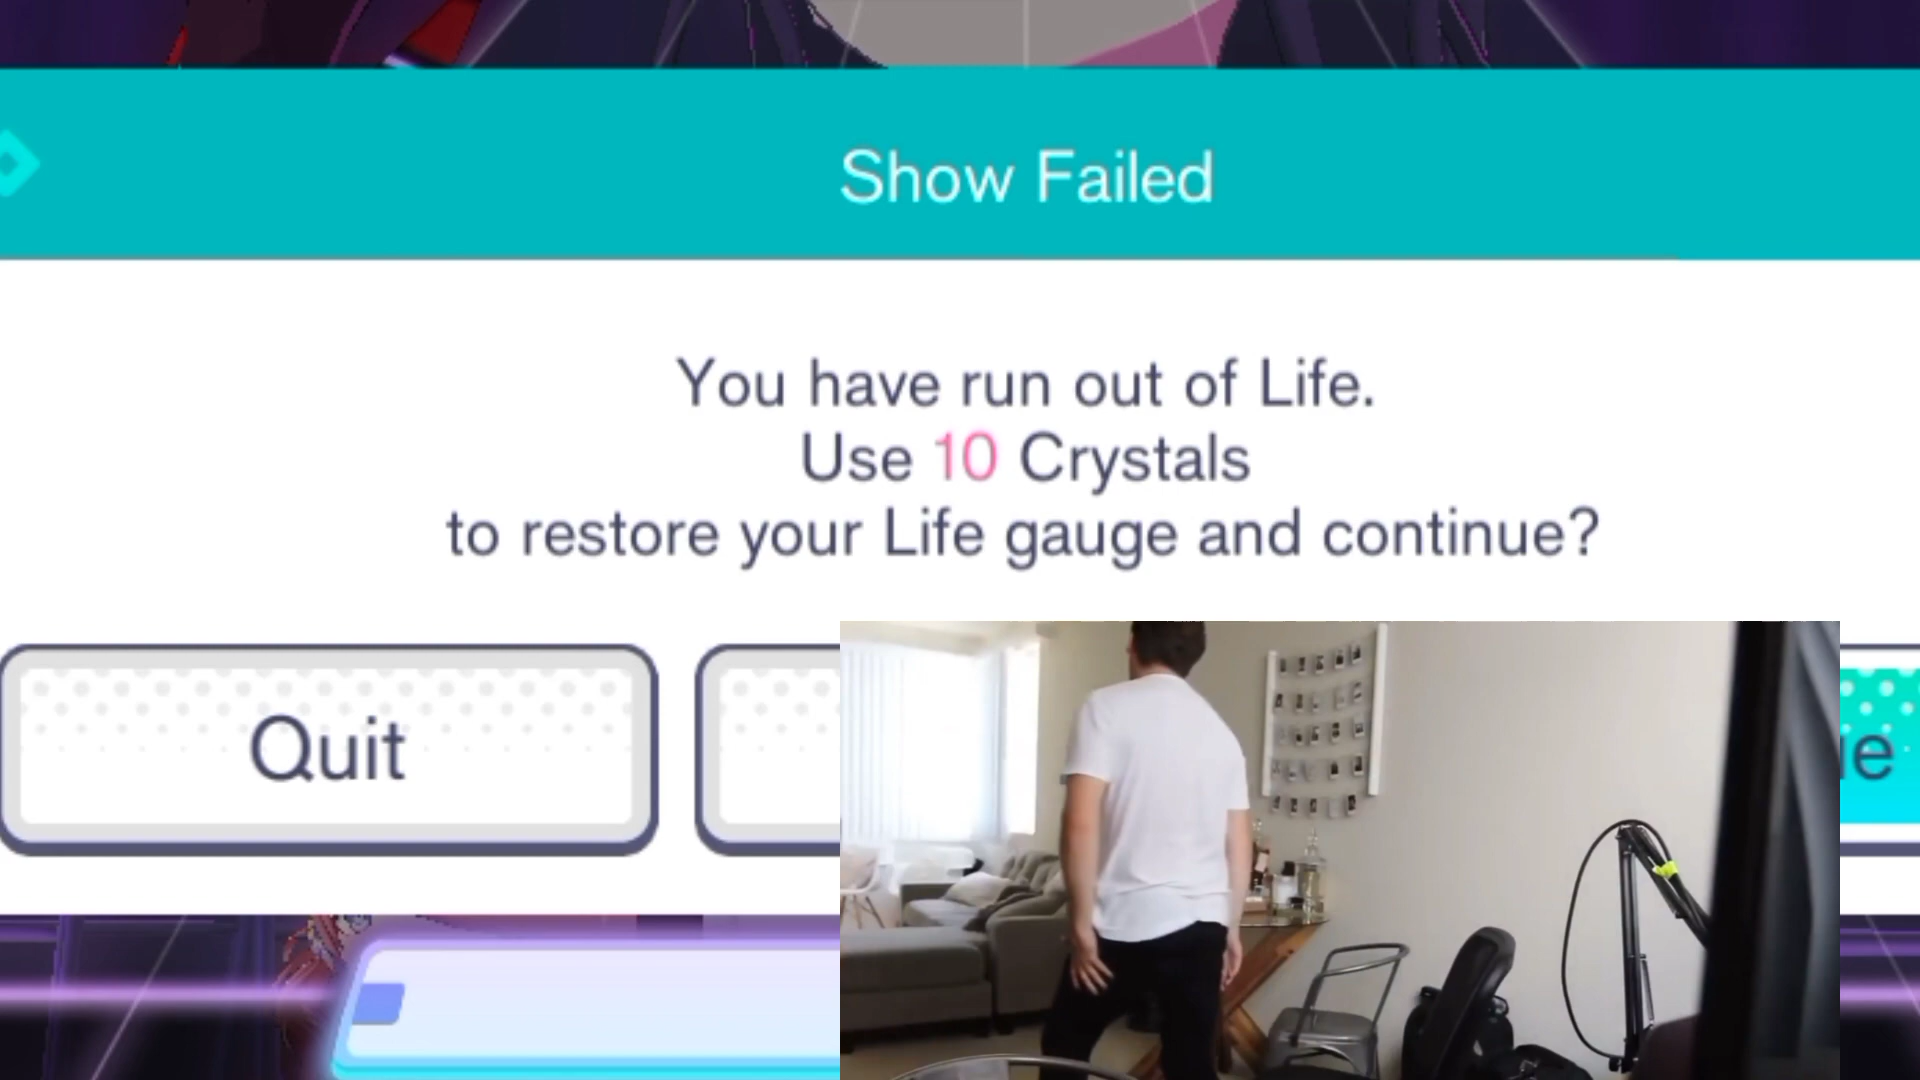 Show Failed
You have run out of Life.
Use 10 Crystals
to restore your Life gauge and continue?
Quit